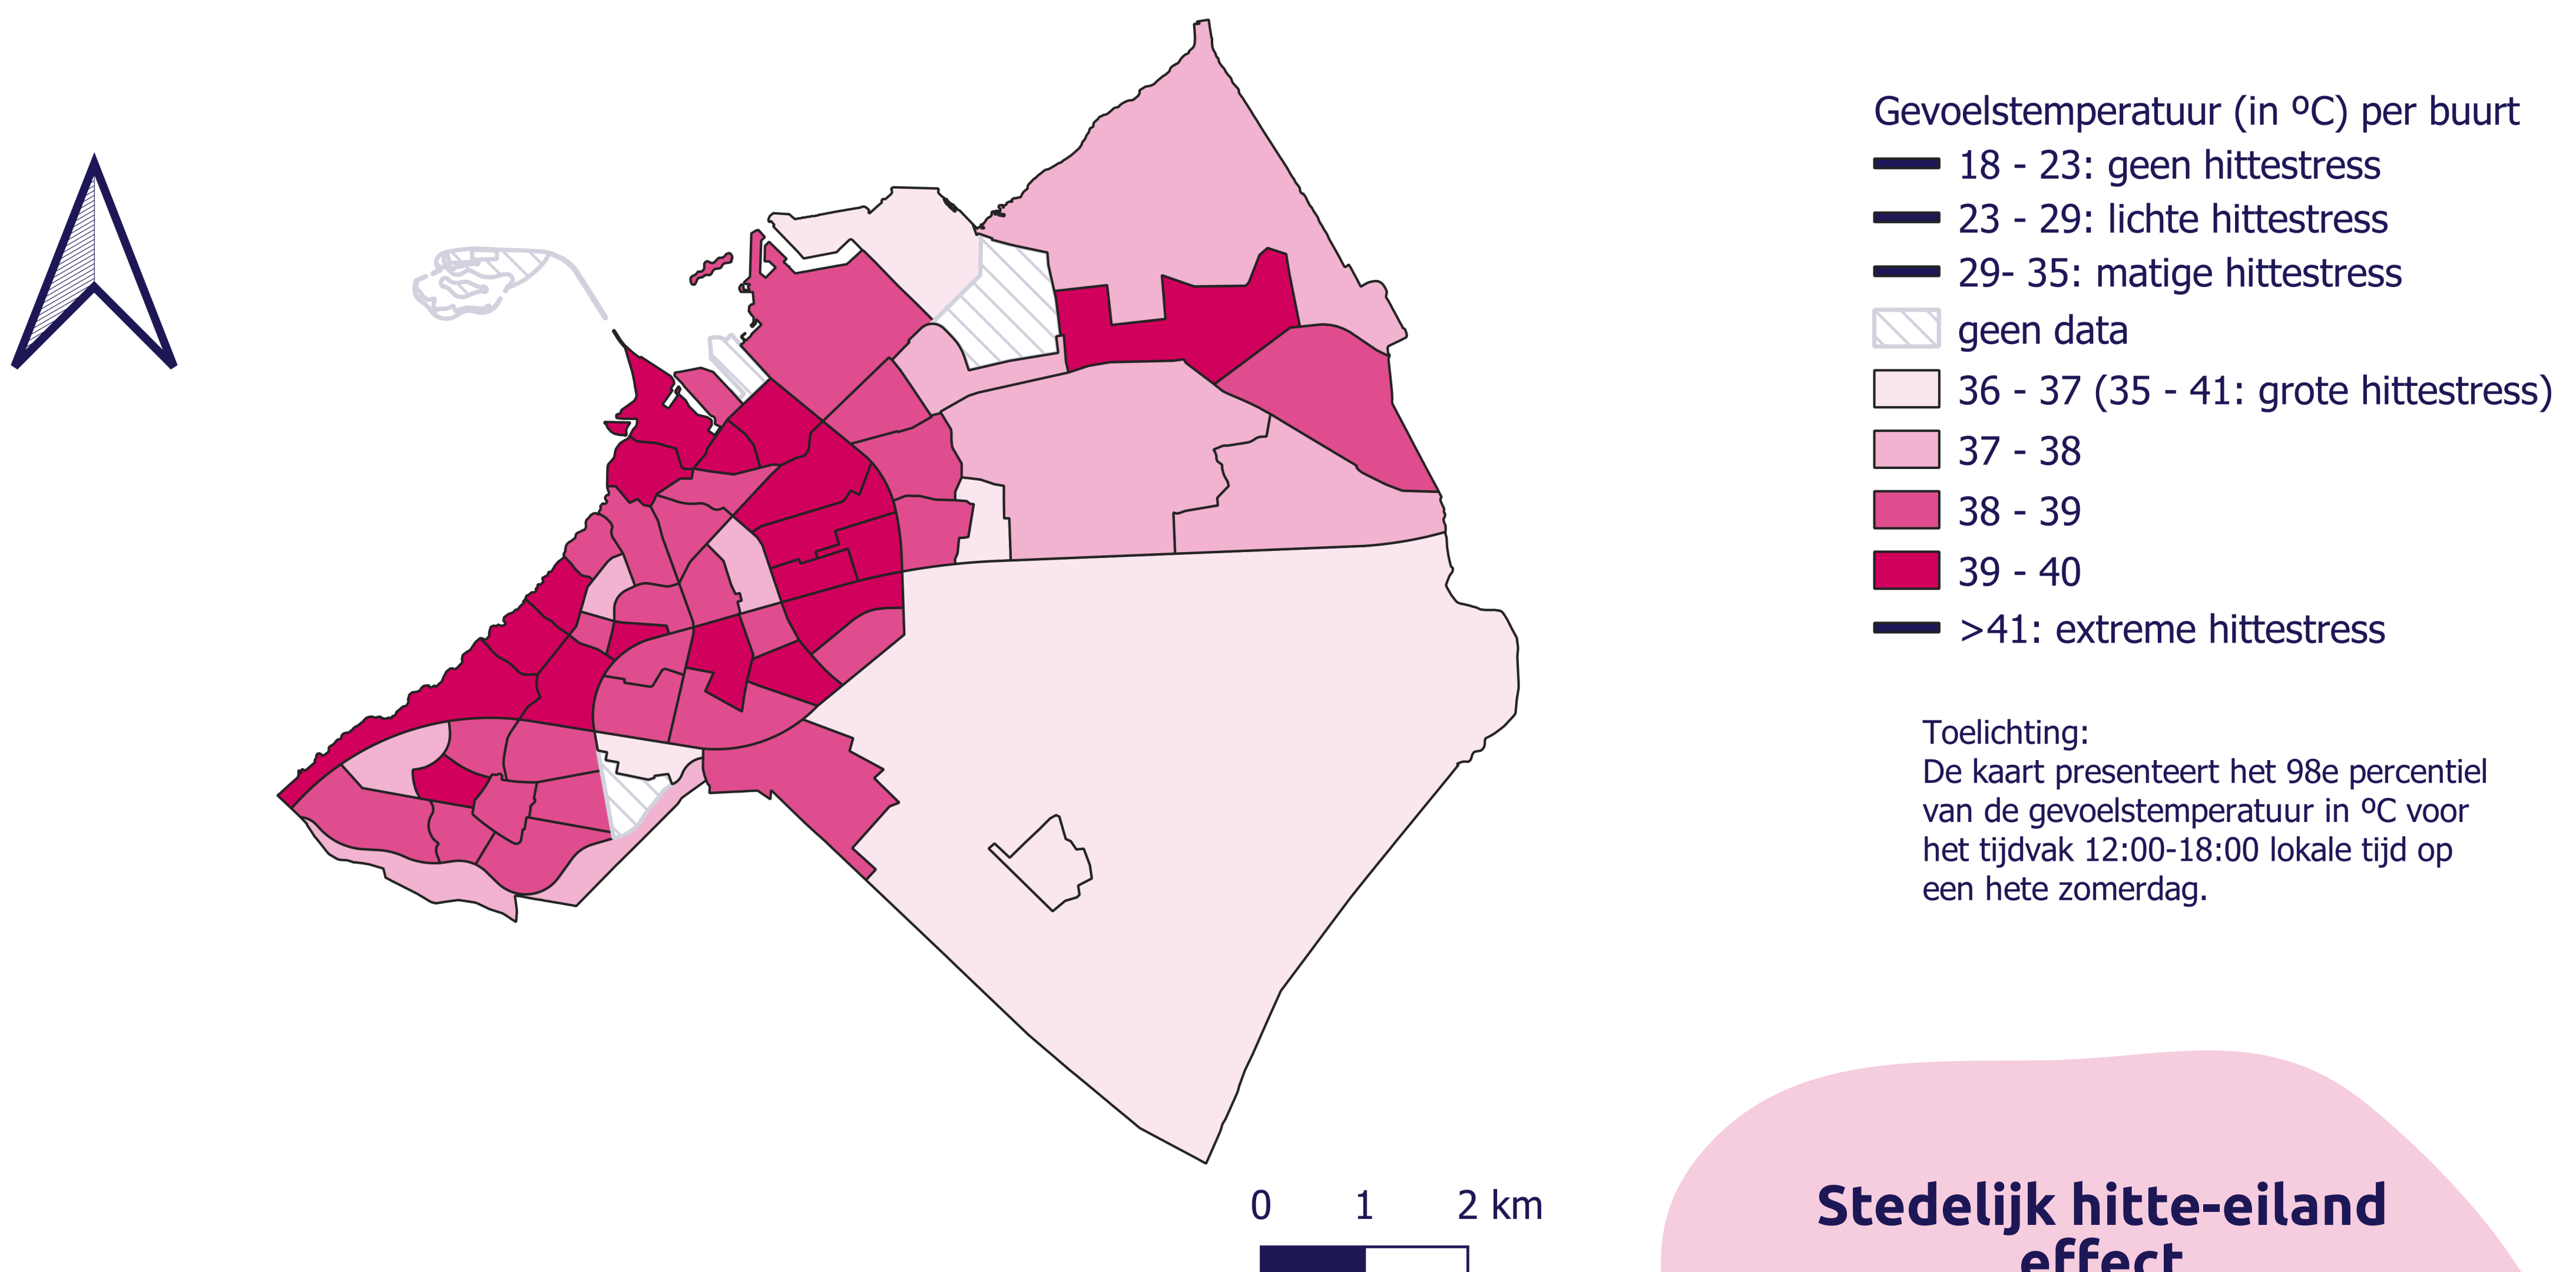 Gevoelstemperatuur (in ºC) per buurt
18 - 23: geen hittestress
23 - 29: lichte hittestress
29- 35: matige hittestress
geen data
36 - 37 (35 - 41: grote hittestress)
37 - 38
38 - 39
39 - 40
>41: extreme hittestress
Toelichting:
De kaart presenteert het 98e percentiel
van de gevoelstemperatuur in ºC voor
het tijdvak 12:00-18:00 lokale tijd op
een hete zomerdag.
0 1 2 km
Stedelijk hitte-eiland
effect